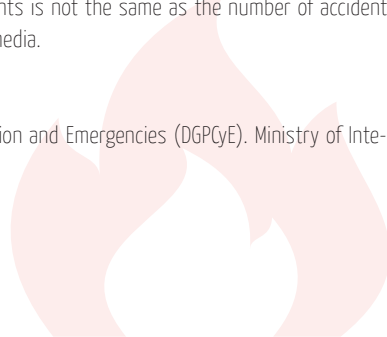 nts is not the same as the number of accident
nedia.
ion and Emergencies (DGPCyE). Ministry of Inte-